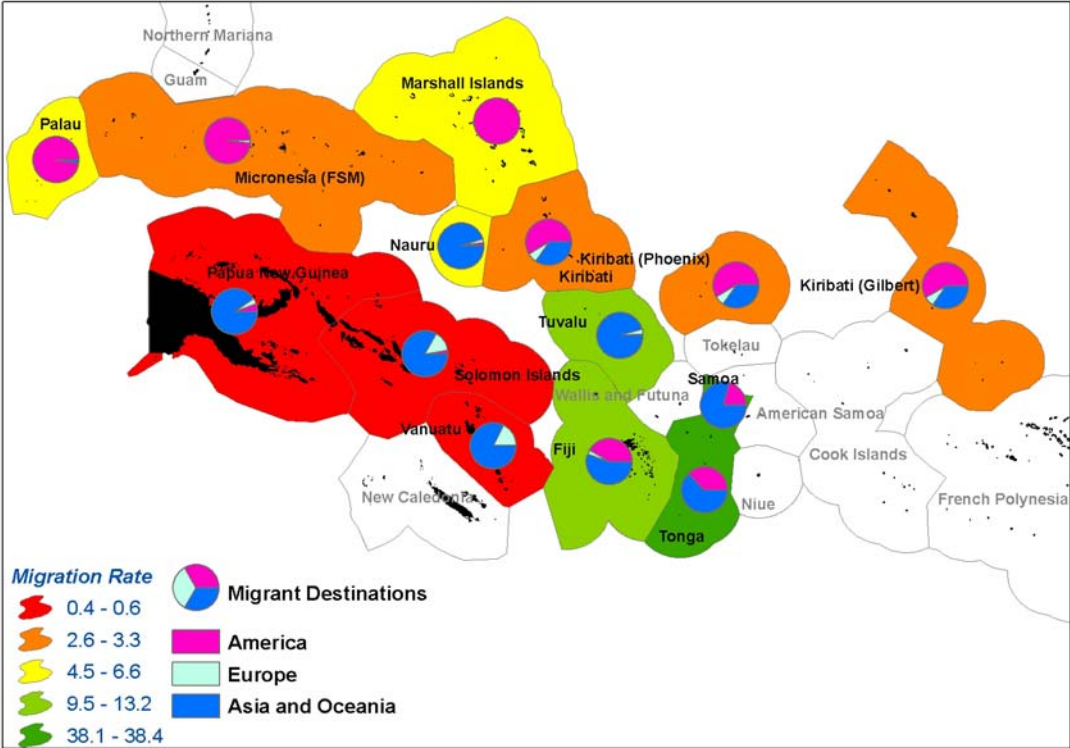 Northern Mariana
Guam
Marshall Islands
Palau
Micronesia (FSM)
Nauru
Kiribati (Phoenix)
Kiribati
Kiribati (Gilbert)
Papua New Guinea
Tuvalu
Tokelau
Solomon Islands
Samoa
Wallis and Futuna
American Samoa
Vanuatu
Fiji
Cook Islands
New Caledonia
Niue
French Polynesia
Tonga
Migration Rate
0.4 - 0.6
2.6 - 3.3
4.5 - 6.6
9.5 - 13.2
38.1 - 38.4
Migrant Destinations
America
Europe
Asia and Oceania